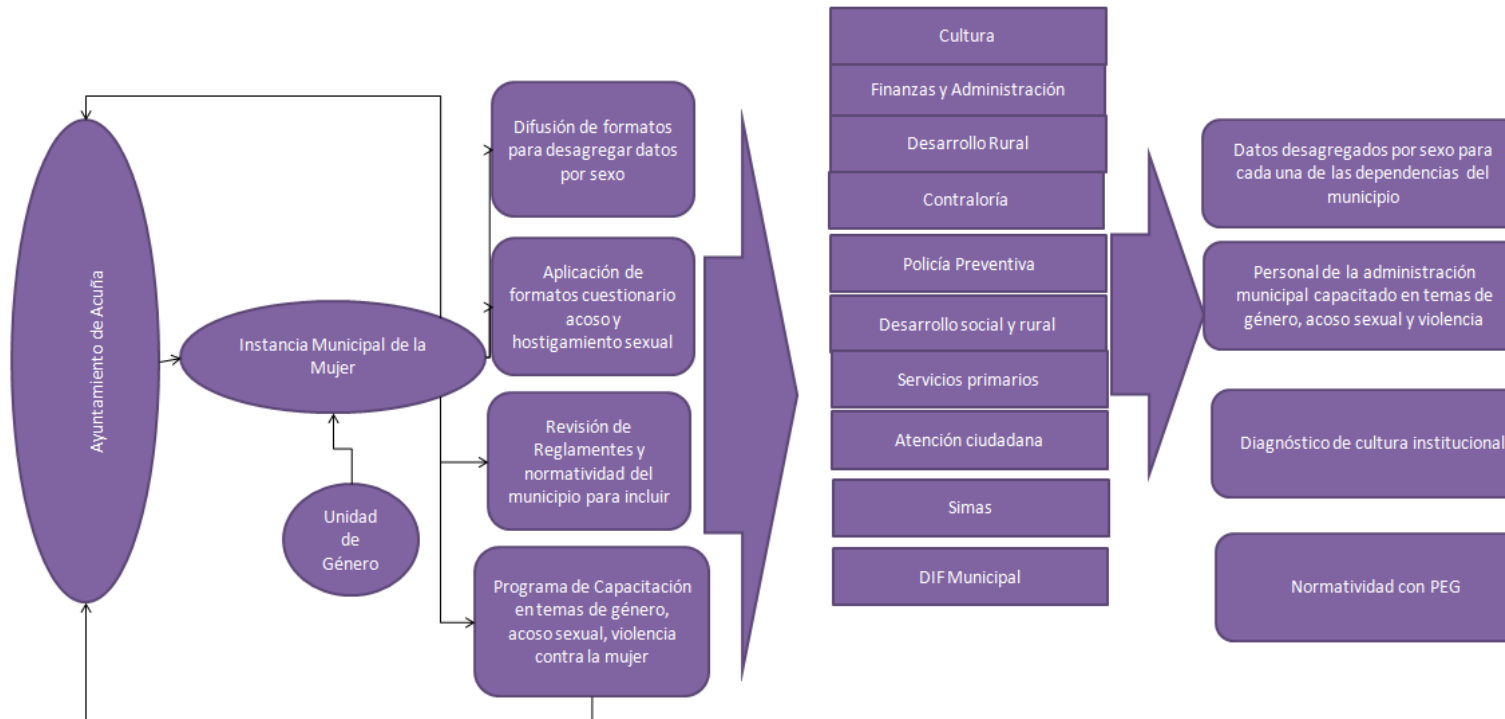 Ayuntamiento de Acuña
Instancia Municipal de la
Mujer
Unidad
de
Género
Difusión de formatos
para desagregar datos
por sexo
Aplicación de
formatos cuestionario
acoso y
hostigamiento sexual
Revisión de
Reglamentes y
normatividad del
municipio para incluir
Programa de Capacitación
en temas de género,
acoso sexual, violencia
contra la mujer
Cultura
Finanzas y Administración
Desarrollo Rural
Contraloría
Policía Preventiva
Desarrollo social y rural
Servicios primarios
Atención ciudadana
Simas
DIF Municipal
Datos desagregados por sexo para
cada una de las dependencias del
municipio
Personal de la administración
municipal capacitado en temas de
género, acoso sexual y violencia
Diagnóstico de cultura institucional
Normatividad con PEG